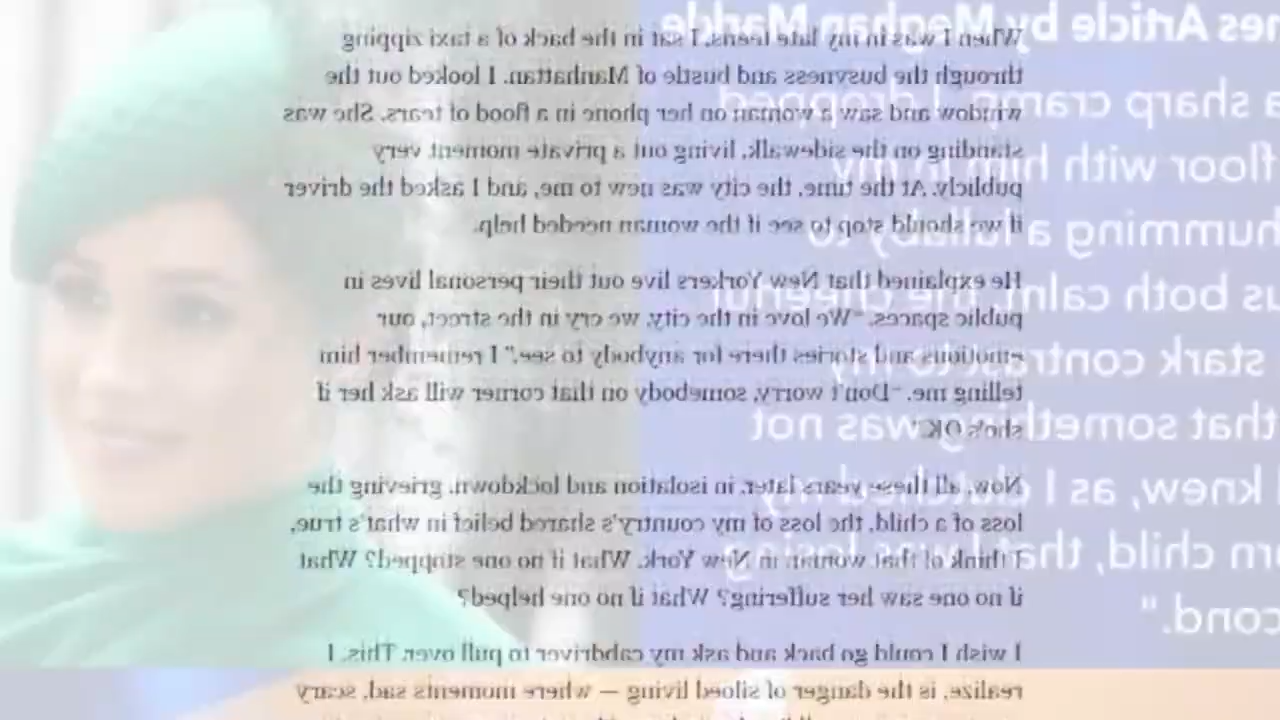 When I was in my late teens, I sat in the back of a taxi zipping
through the busyness and bustle of Manhattan. I looked out the
window and saw a woman on her phone in a flood of tears. She was
standing on the sidewalk, living out a private moment very
publicly. At the time, the city was new to me, and I asked the driver
if we should stop to see if the woman needed help.
He explained that New Yorkers live out their personal lives in
public spaces. “We love in the city, we cry in the street, our
emotions and stories there for anybody to see,” I remember him
telling me. “Don't worry, somebody on that corner will ask her if
she's OK.”
Now, all these years later, in isolation and lockdown, grieving the
loss of a child, the loss of my country's shared belief in what's true,
I think of that woman in New York. What if no one stopped? What
if no one saw her suffering? What if no one helped?
I wish I could go back and ask my cabdriver to pull over. This, I
realize, is the danger of siloed living — where moments sad, scary
mes Article by Meghan Markle
a sharp cramp. I dropped
floor with him in my
humming a lullaby to
us both calm, the cheerful
stark contrast to my
that something was not
knew, as I clutched my
rn child, that I was losing
cond."